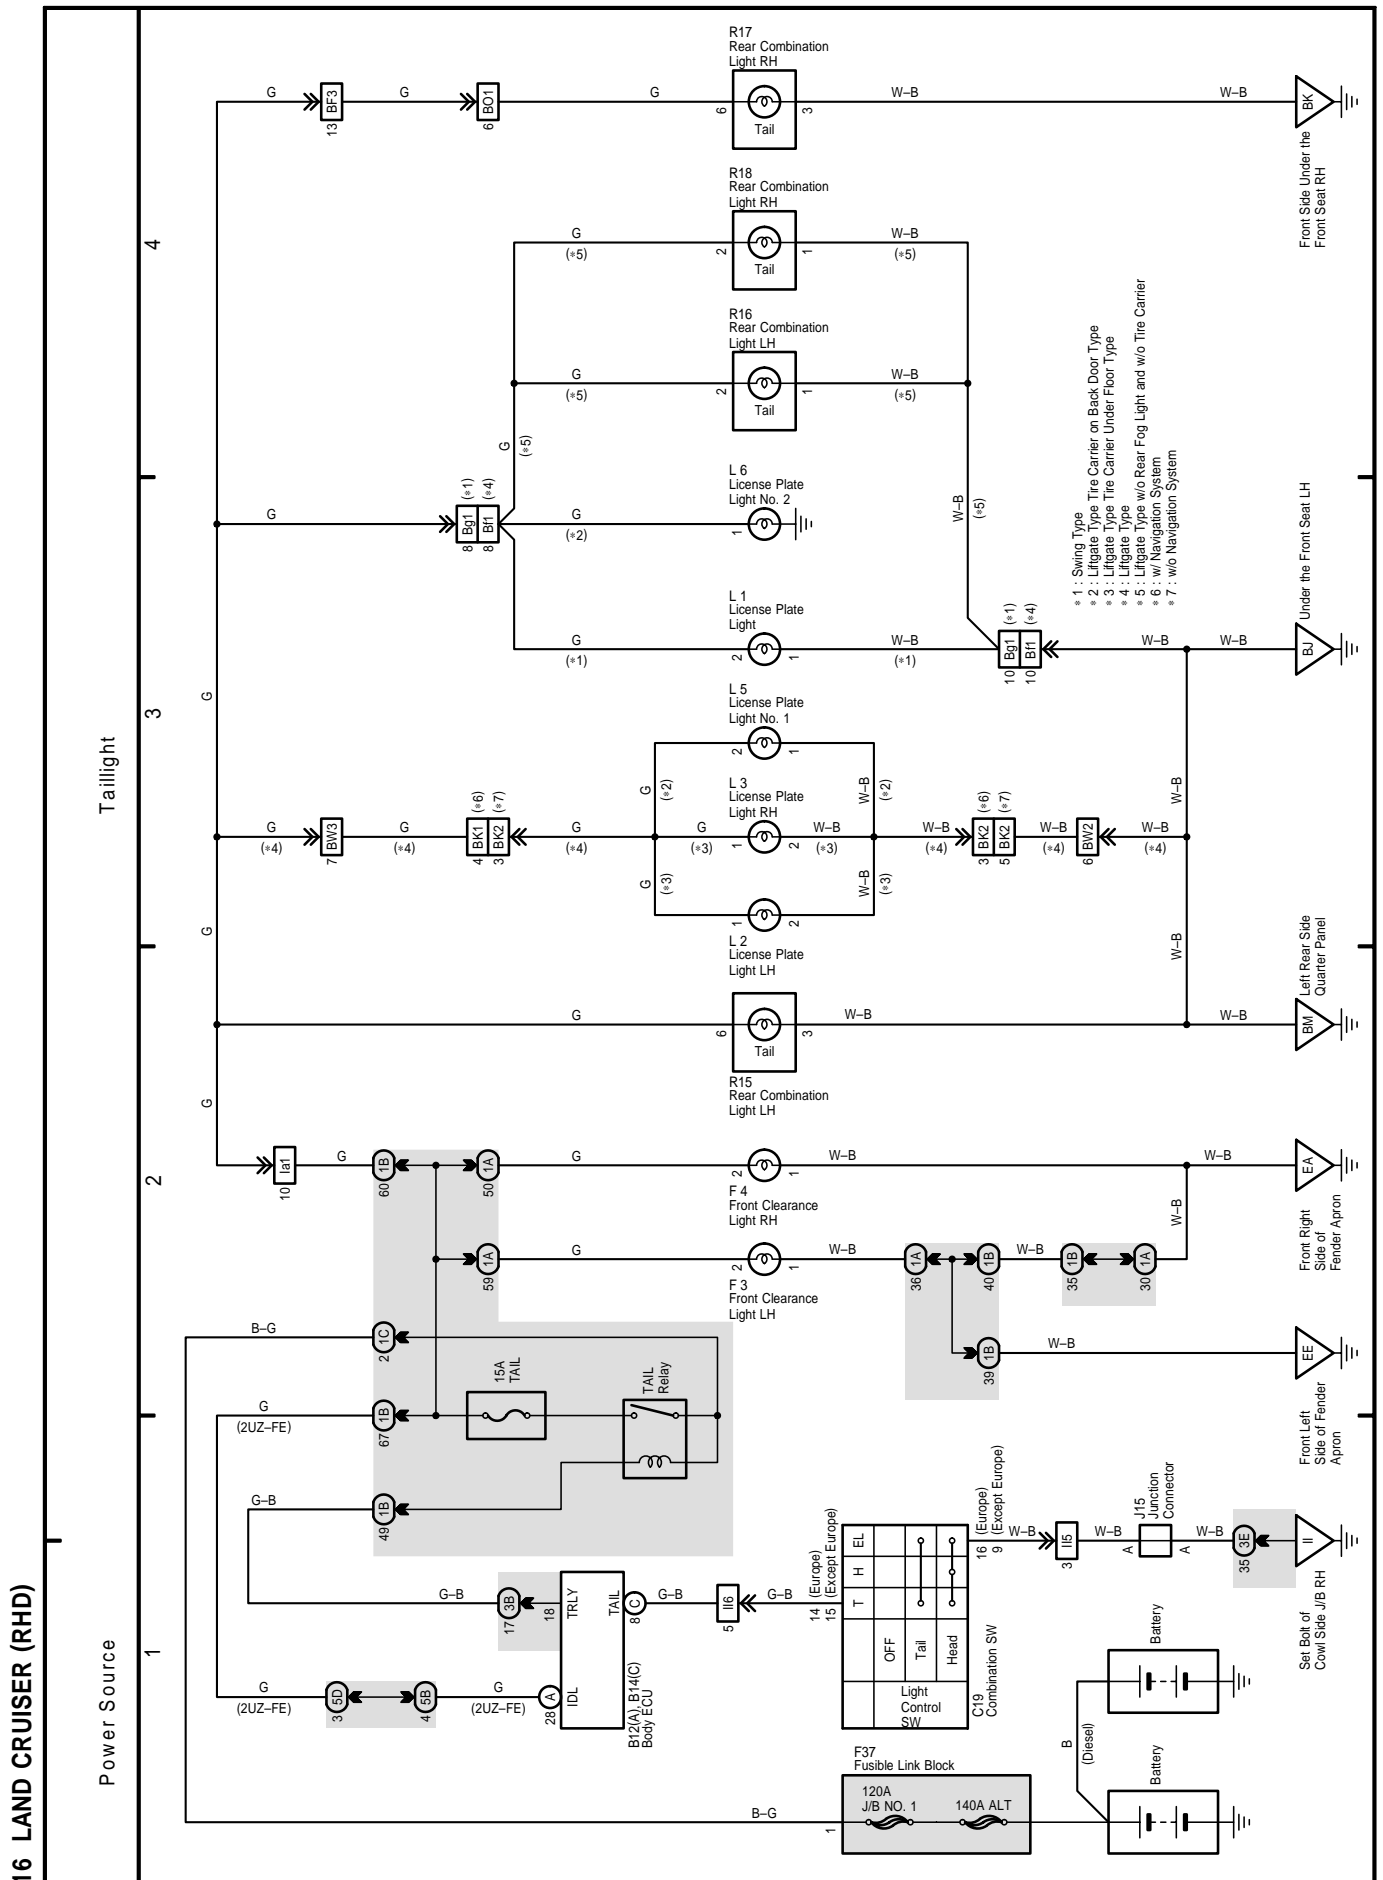 16 LAND CRUISER (RHD)
Power Source
Taillight
1
2
3
4
R17
Rear Combination
Light RH
G
13 BF3
G
6 BO1
G
6
Tail
3
W–B
W–B
BK
Front Side Under the
Front Seat RH
R18
Rear Combination
Light RH
G
(*5)
2
Tail
1
W–B
(*5)
R16
Rear Combination
Light LH
G
(*5)
2
Tail
1
W–B
(*5)
G
(*5)
W–B
(*5)
G
8 Bg1 (*1)
8 Bf1 (*4)
L 6
License Plate
Light No. 2
G
(*2)
1
* 1 : Swing Type
* 2 : Liftgate Type Tire Carrier on Back Door Type
* 3 : Liftgate Type Tire Carrier Under Floor Type
* 4 : Liftgate Type
* 5 : Liftgate Type w/o Rear Fog Light and w/o Tire Carrier
* 6 : w/ Navigation System
* 7 : w/o Navigation System
L 1
License Plate
Light
G
(*1)
2
1
W–B
(*1)
10 Bg1 (*1)
10 Bf1 (*4)
W–B
W–B
BJ
Under the Front Seat LH
G
L 5
License Plate
Light No. 1
2
1
G
(*2)
W–B
(*2)
W–B
L 3
License Plate
Light RH
G
(*4)
7 BW3
G
(*4)
4 BK1 (*6)
3 BK2 (*7)
G
(*4)
G
(*3)
1
2
W–B
(*3)
W–B
(*4)
3 BK2 (*6)
5 BK2 (*7)
W–B
(*4)
6 BW2
W–B
(*4)
G
(*3)
W–B
(*3)
1
2
L 2
License Plate
Light LH
G
W–B
G
6
Tail
3
W–B
W–B
BM
Left Rear Side
Quarter Panel
R15
Rear Combination
Light LH
G
10 Ia1
G
60 1B
50 1A
G
2
1
W–B
W–B
EA
Front Right
Side of
Fender Apron
F 4
Front Clearance
Light RH
W–B
59 1A
G
2
1
W–B
36 1A
40 1B
W–B
35 1B
30 1A
F 3
Front Clearance
Light LH
B–G
2 1C
39 1B
W–B
EE
Front Left
Side of Fender
Apron
15A
TAIL
TAIL
Relay
G
(2UZ–FE)
67 1B
G–B
49 1B
G–B
17 3B
18
TRLY
TAIL
8 C
G–B
5 II6
G–B
14 (Europe)
15 (Except Europe)
T H EL
OFF
Tail
Head
Light
Control
SW
C19
Combination SW
16 (Europe)
9 (Except Europe)
W–B
3 II5
W–B
A
J15
Junction
Connector
A
W–B
35 3E
II
Set Bolt of
Cowl Side J/B RH
G
(2UZ–FE)
3 5D
4 5B
G
(2UZ–FE)
28 A
IDL
B12(A), B14(C)
Body ECU
B–G
1
F37
Fusible Link Block
120A
J/B NO. 1
140A ALT
B
(Diesel)
Battery
Battery